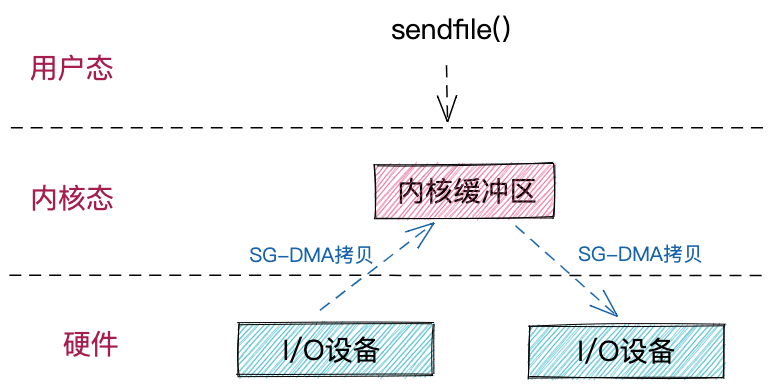 sendfile()
用户态
内核态
内核缓冲区
SG-DMA拷贝
SG-DMA拷贝
硬件
I/O设备
I/O设备